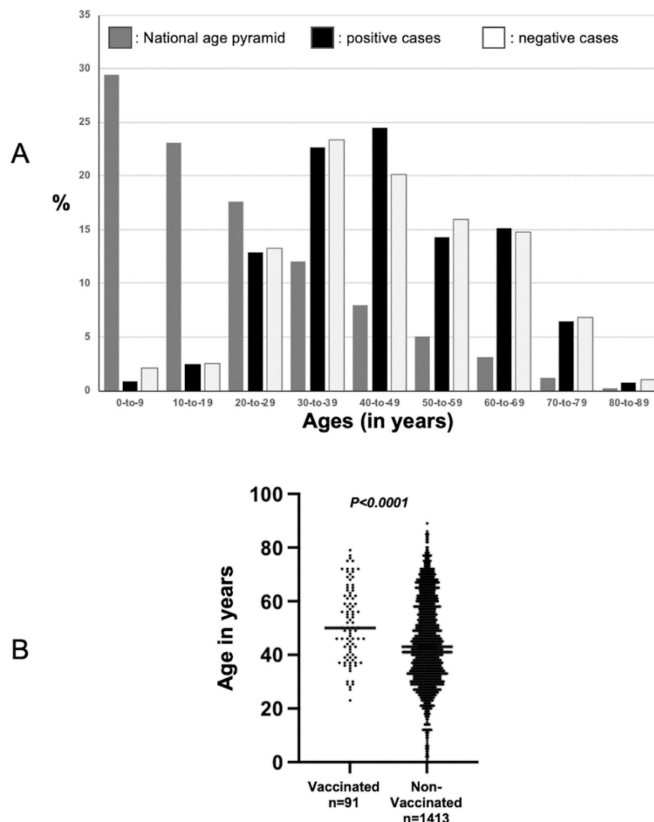 35
: National age pyramid : positive cases : negative cases
30
25
A
20
%
15
10
5
0
0-to-9 10-to-19 20-to-29 30-to-39 40-to-49 50-to-59 60-to-69 70-to-79 80-to-89
Ages (in years)
100
P<0.0001
80
60
Age in years
B
40
20
0
Vaccinated Non-
n=91 Vaccinated
n=1413